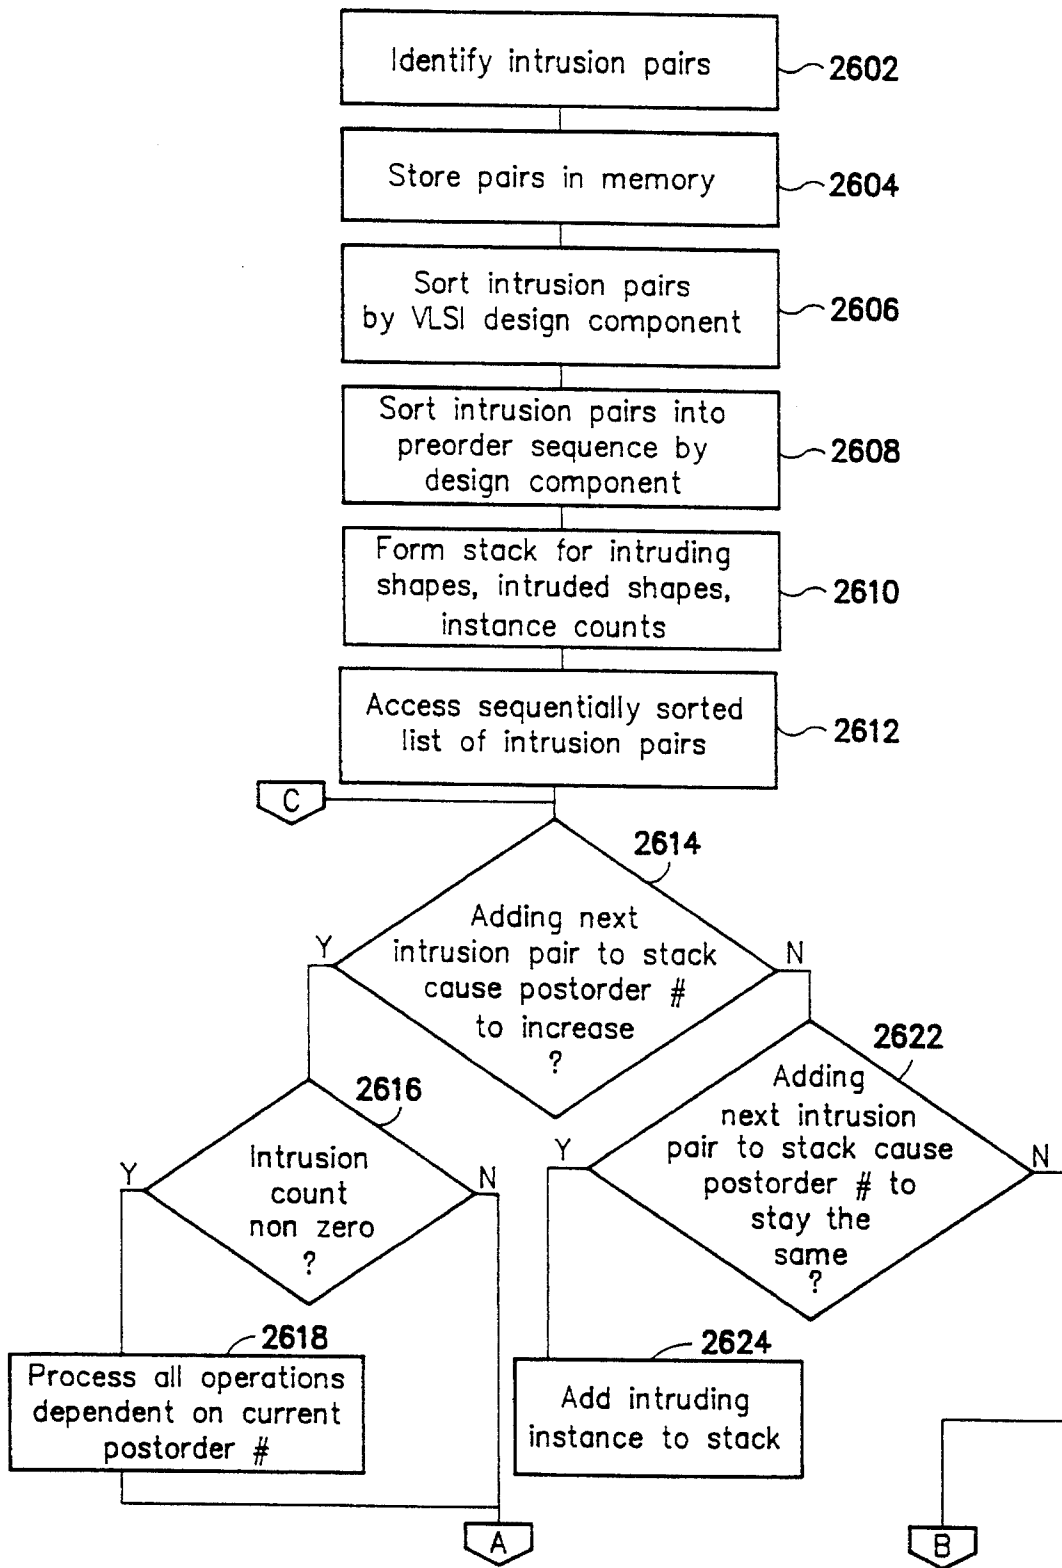 Identify intrusion pairs
2602
Store pairs in memory
2604
Sort intrusion pairs
by VLSI design component
2606
Sort intrusion pairs into
preorder sequence by
design component
2608
Form stack for intruding
shapes, intruded shapes,
instance counts
2610
Access sequentially sorted
list of intrusion pairs
2612
C
2614
Adding next
intrusion pair to stack
cause postorder #
to increase
?
Y
N
2616
Intrusion
count
non zero
?
Y
N
2622
Adding
next intrusion
pair to stack cause
postorder # to
stay the
same
?
Y
N
2618
Process all operations
dependent on current
postorder #
2624
Add intruding
instance to stack
A
B